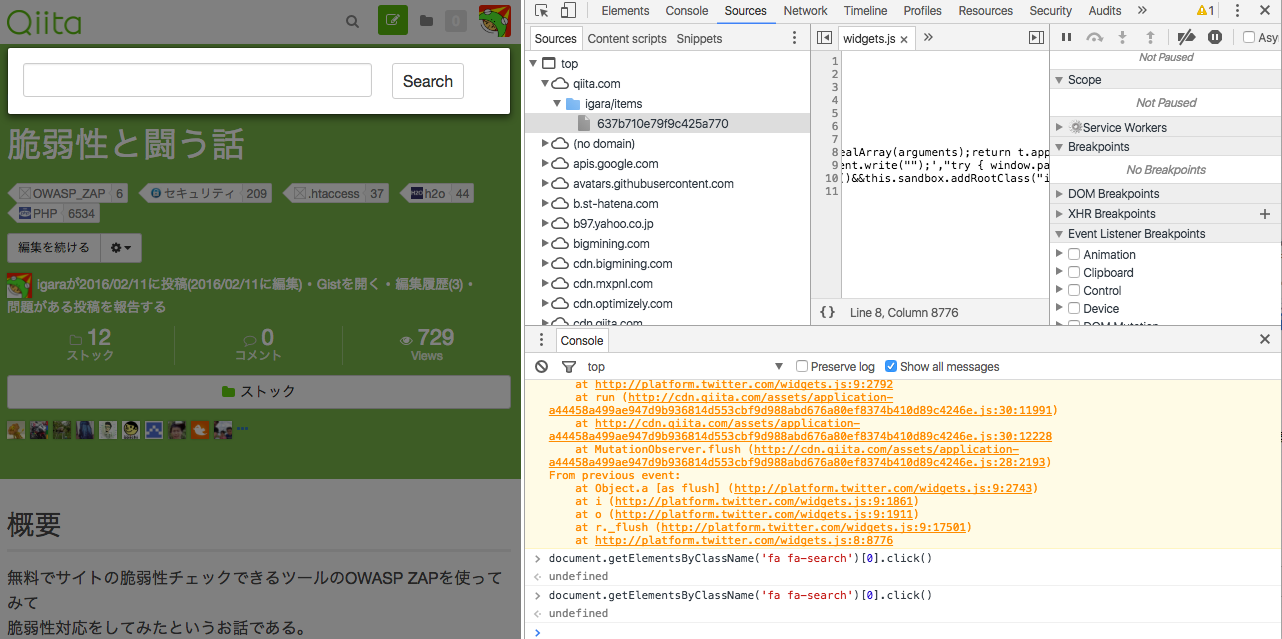 Qiita
0
Search
脆弱性と闘う話
OWASP_ZAP 6
セキュリティ 209
.htaccess 37
H2O h2o 44
PHP 6534
編集を続ける
igaraが2016/02/11に投稿(2016/02/11に編集)・Gistを開く・編集履歴(3)・
問題がある投稿を報告する
12
ストック
0
コメント
729
Views
ストック
概要
無料でサイトの脆弱性チェックできるツールのOWASP ZAPを使って
みて
脆弱性対応をしてみたというお話である。
Elements Console Sources Network Timeline Profiles Resources Security Audits » 1
Sources Content scripts Snippets
top
qiita.com
igara/items
637b710e79f9c425a770
(no domain)
apis.google.com
avatars.githubusercontent.com
b.st-hatena.com
b97.yahoo.co.jp
bigmining.com
cdn.bigmining.com
cdn.mxpnl.com
cdn.optimizely.com
cdn.qiita.com
widgets.js × »
1
2
3
4
5
6
7
8 ealArray(arguments);return t.app
9 ent.write("");',"try { window.pa
10 ()&&this.sandbox.addRootClass("i
11
{ } Line 8, Column 8776
Asy
Not Paused
Scope
Not Paused
Service Workers
Breakpoints
No Breakpoints
DOM Breakpoints
XHR Breakpoints +
Event Listener Breakpoints
Animation
Clipboard
Control
Device
DOM Mutation
Console
top Preserve log Show all messages
at http://platform.twitter.com/widgets.js:9:2792
at run (http://cdn.qiita.com/assets/application-
a44458a499ae947d9b936814d553cbf9d988abd676a80ef8374b410d89c4246e.js:30:11991)
at http://cdn.qiita.com/assets/application-
a44458a499ae947d9b936814d553cbf9d988abd676a80ef8374b410d89c4246e.js:30:12228
at MutationObserver.flush (http://cdn.qiita.com/assets/application-
a44458a499ae947d9b936814d553cbf9d988abd676a80ef8374b410d89c4246e.js:28:2193)
From previous event:
at Object.a [as flush] (http://platform.twitter.com/widgets.js:9:2743)
at i (http://platform.twitter.com/widgets.js:9:1861)
at o (http://platform.twitter.com/widgets.js:9:1911)
at r._flush (http://platform.twitter.com/widgets.js:9:17501)
at http://platform.twitter.com/widgets.js:8:8776
> document.getElementsByClassName('fa fa-search')[0].click()
undefined
> document.getElementsByClassName('fa fa-search')[0].click()
undefined
>